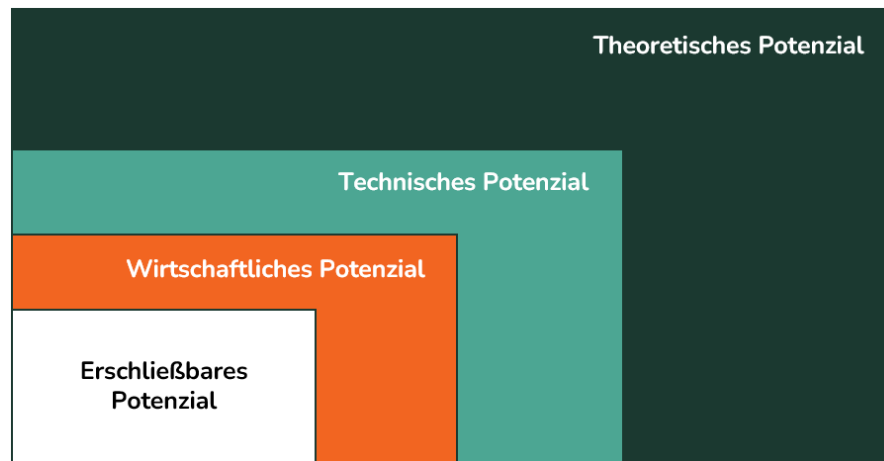 Theoretisches Potenzial
Technisches Potenzial
Wirtschaftliches Potenzial
Erschließbares
Potenzial